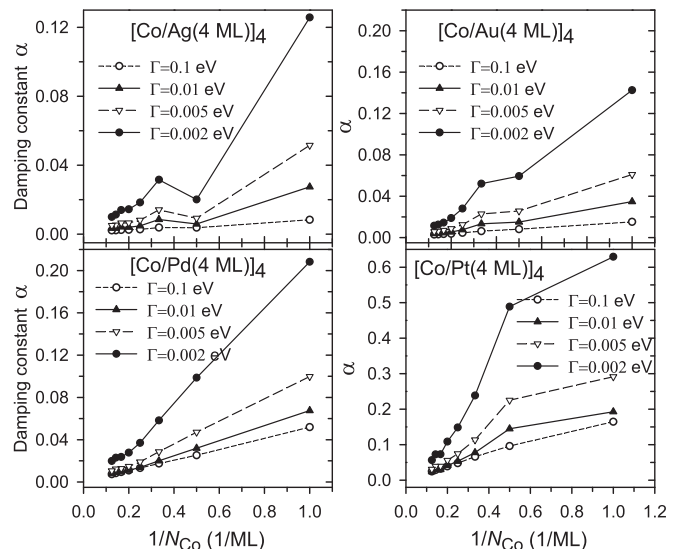 [Co/Ag(4 ML)]4
Γ=0.1 eV
Γ=0.01 eV
Γ=0.005 eV
Γ=0.002 eV
Damping constant α
0.12
0.08
0.04
0.00
[Co/Au(4 ML)]4
Γ=0.1 eV
Γ=0.01 eV
Γ=0.005 eV
Γ=0.002 eV
α
0.20
0.16
0.12
0.08
0.04
0.00
[Co/Pd(4 ML)]4
Γ=0.1 eV
Γ=0.01 eV
Γ=0.005 eV
Γ=0.002 eV
Damping constant α
0.20
0.16
0.12
0.08
0.04
0.00
0.0 0.2 0.4 0.6 0.8 1.0
1/NCo (1/ML)
[Co/Pt(4 ML)]4
Γ=0.1 eV
Γ=0.01 eV
Γ=0.005 eV
Γ=0.002 eV
α
0.6
0.5
0.4
0.3
0.2
0.1
0.0
0.0 0.2 0.4 0.6 0.8 1.0 1.2
1/NCo (1/ML)